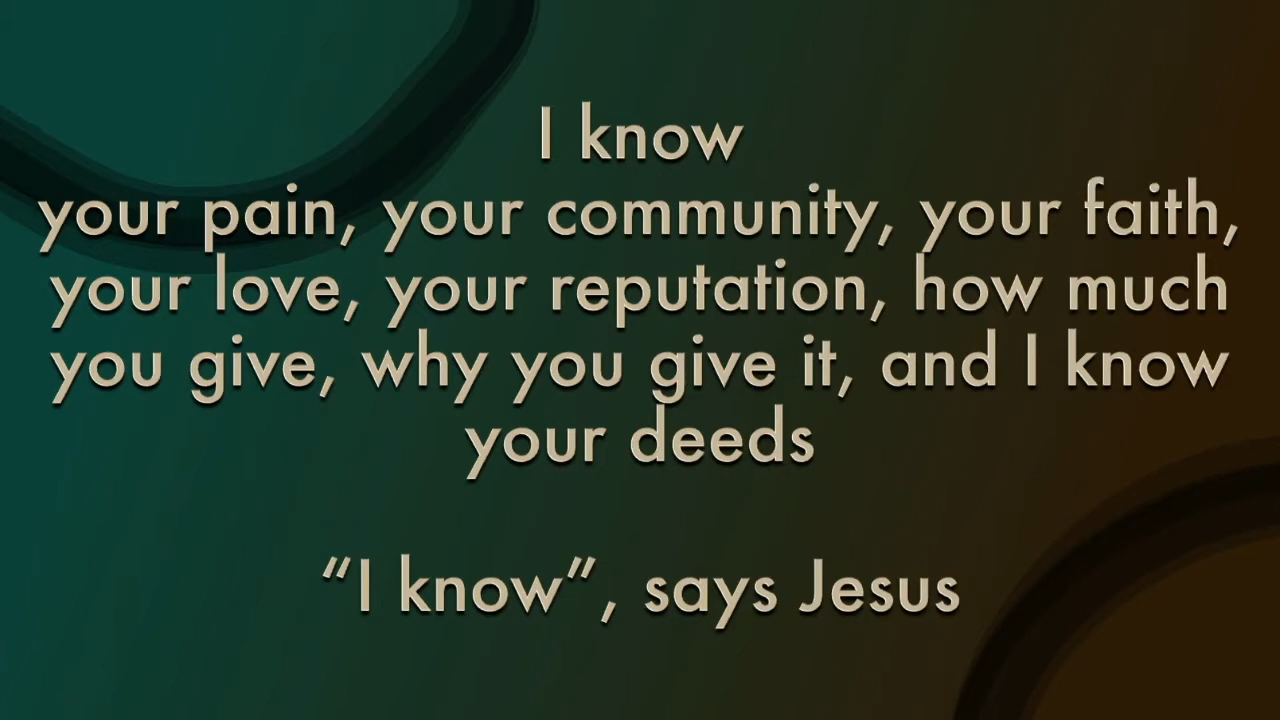 I know
your pain, your community, your faith,
your love, your reputation, how much
you give, why you give it, and I know
your deeds
“I know”, says Jesus